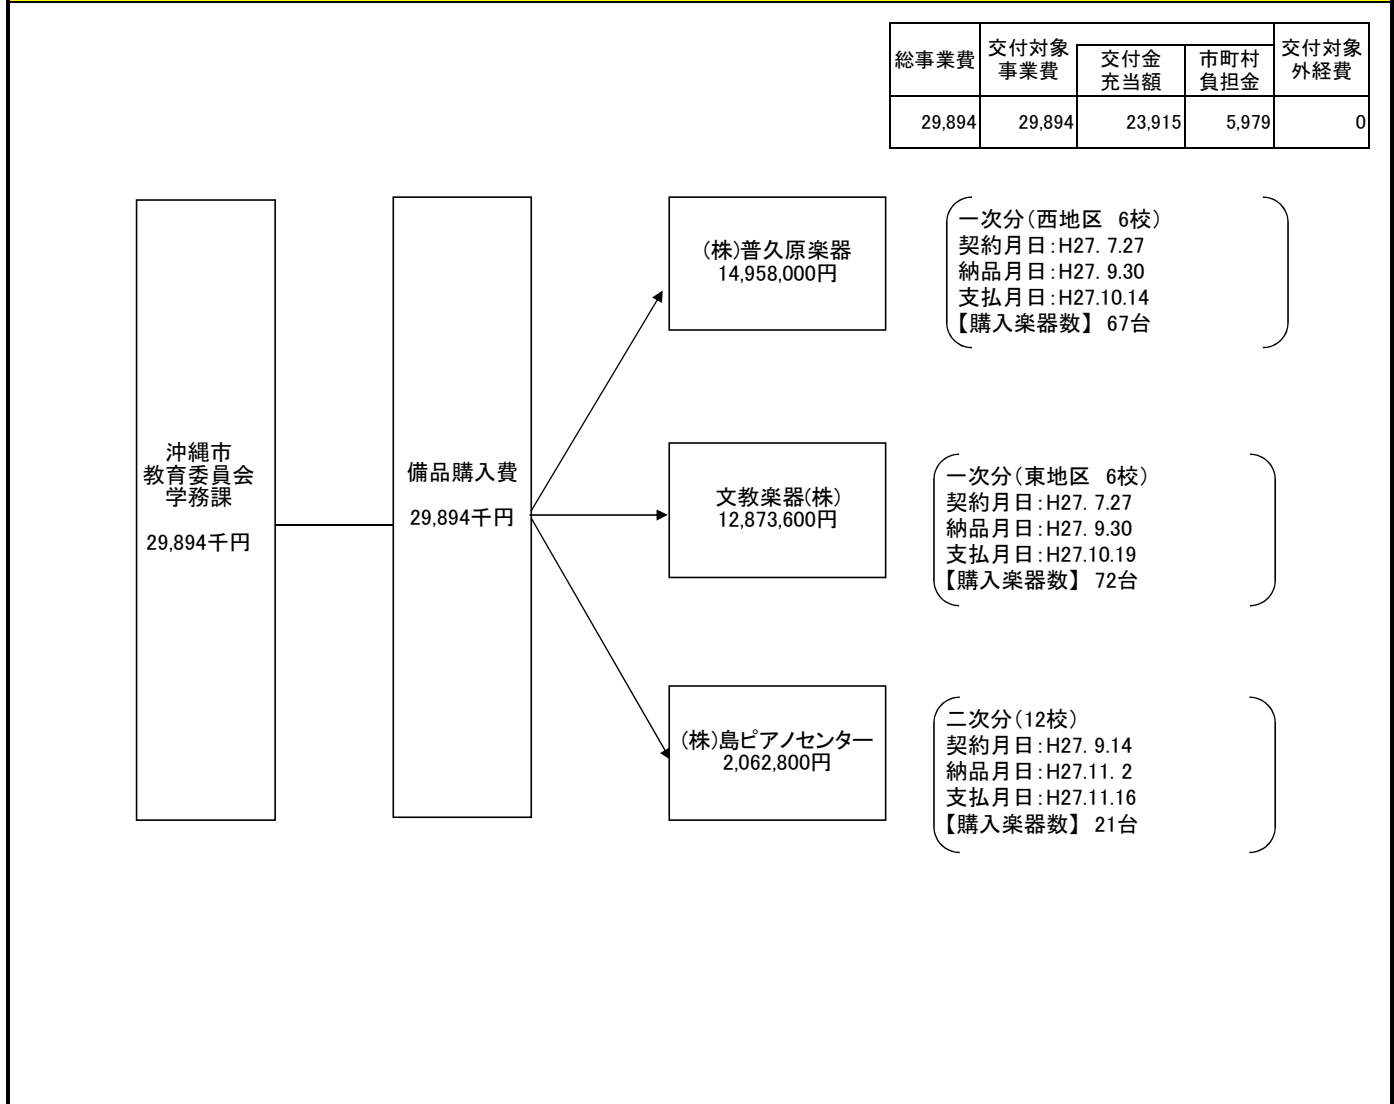 総事業費
交付対象
事業費
交付金
充当額
市町村
負担金
交付対象
外経費
29,894 29,894 23,915 5,979 0
沖縄市
教育委員会
学務課
29,894千円
備品購入費
29,894千円
(株)普久原楽器
14,958,000円
一次分(西地区 6校)
契約月日:H27. 7.27
納品月日:H27. 9.30
支払月日:H27.10.14
【購入楽器数】 67台
文教楽器(株)
12,873,600円
一次分(東地区 6校)
契約月日:H27. 7.27
納品月日:H27. 9.30
支払月日:H27.10.19
【購入楽器数】 72台
(株)島ピアノセンター
2,062,800円
二次分(12校)
契約月日:H27. 9.14
納品月日:H27.11. 2
支払月日:H27.11.16
【購入楽器数】 21台